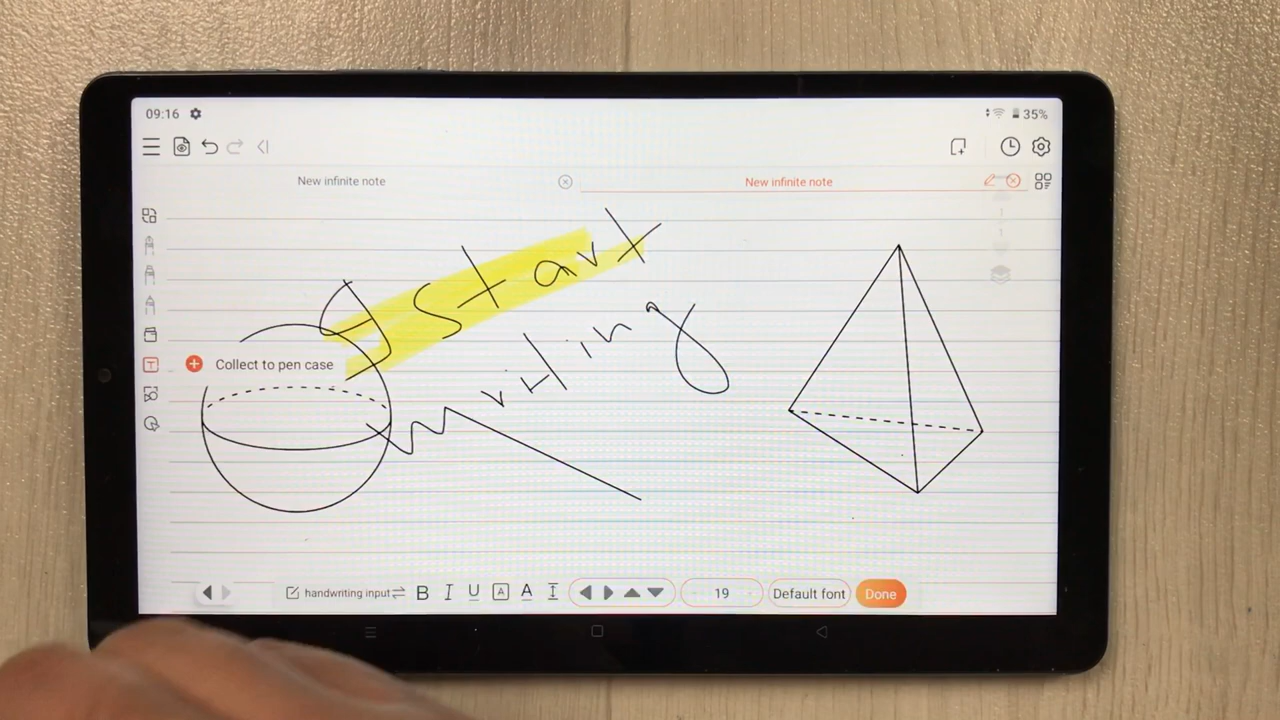 09:16
35%
New infinite note
New infinite note
Start
writing
Collect to pen case
handwriting input
B I U A A
19
Default font
Done